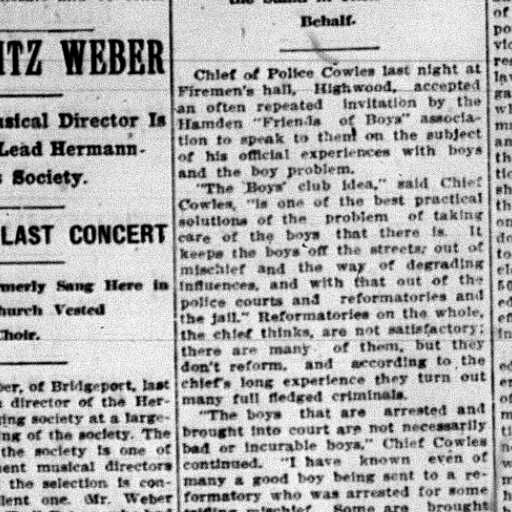 ITZ WEBER
usical Director Is
Lead Hermann-
s Society.
LAST CONCERT
merly Sang Here in
hurch Vested
Choir.
ber, of Bridgeport, last
director of the Her-
ing society at a large-
ng of the society. The
the society is one of
ent musical directors
the selection is con-
lent one. Mr. Weber
Behalf.
Chief of Police Cowles last night at
Firemen's hall, Highwood, accepted
an often repeated invitation by the
Hamden "Friends of Boys" associa-
tion to speak to them on the subject
of his official experiences with boys
and the boy problem.
"The Boys' club idea," said Chief
Cowles, "is one of the best practical
solutions of the problem of taking
care of the boys that there is. It
keeps the boys off the streets; out of
mischief and the way of degrading
influences, and with that out of the
police courts and reformatories and
the jail." Reformatories on the whole,
the chief thinks, are not satisfactory;
there are many of them, but they
don't reform, and according to the
chief's long experience they turn out
many full fledged criminals.
"The boys that are arrested and
brought into court are not necessarily
bad or incurable boys," Chief Cowles
continued. "I have known even of
many a good boy being sent to a re-
formatory who was arrested for some
mischief. Some are brought